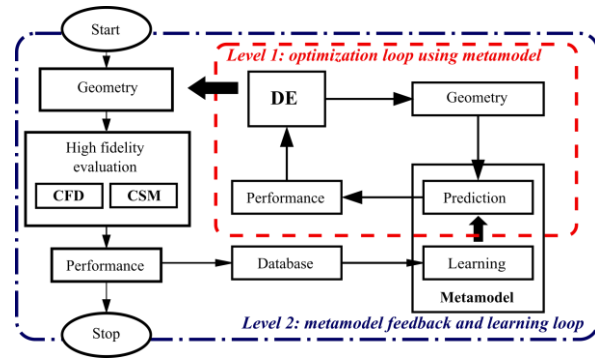 Start
Level 1: optimization loop using metamodel
Geometry
DE
Geometry
High fidelity
evaluation
CFD
CSM
Performance
Prediction
Performance
Database
Learning
Metamodel
Stop
Level 2: metamodel feedback and learning loop